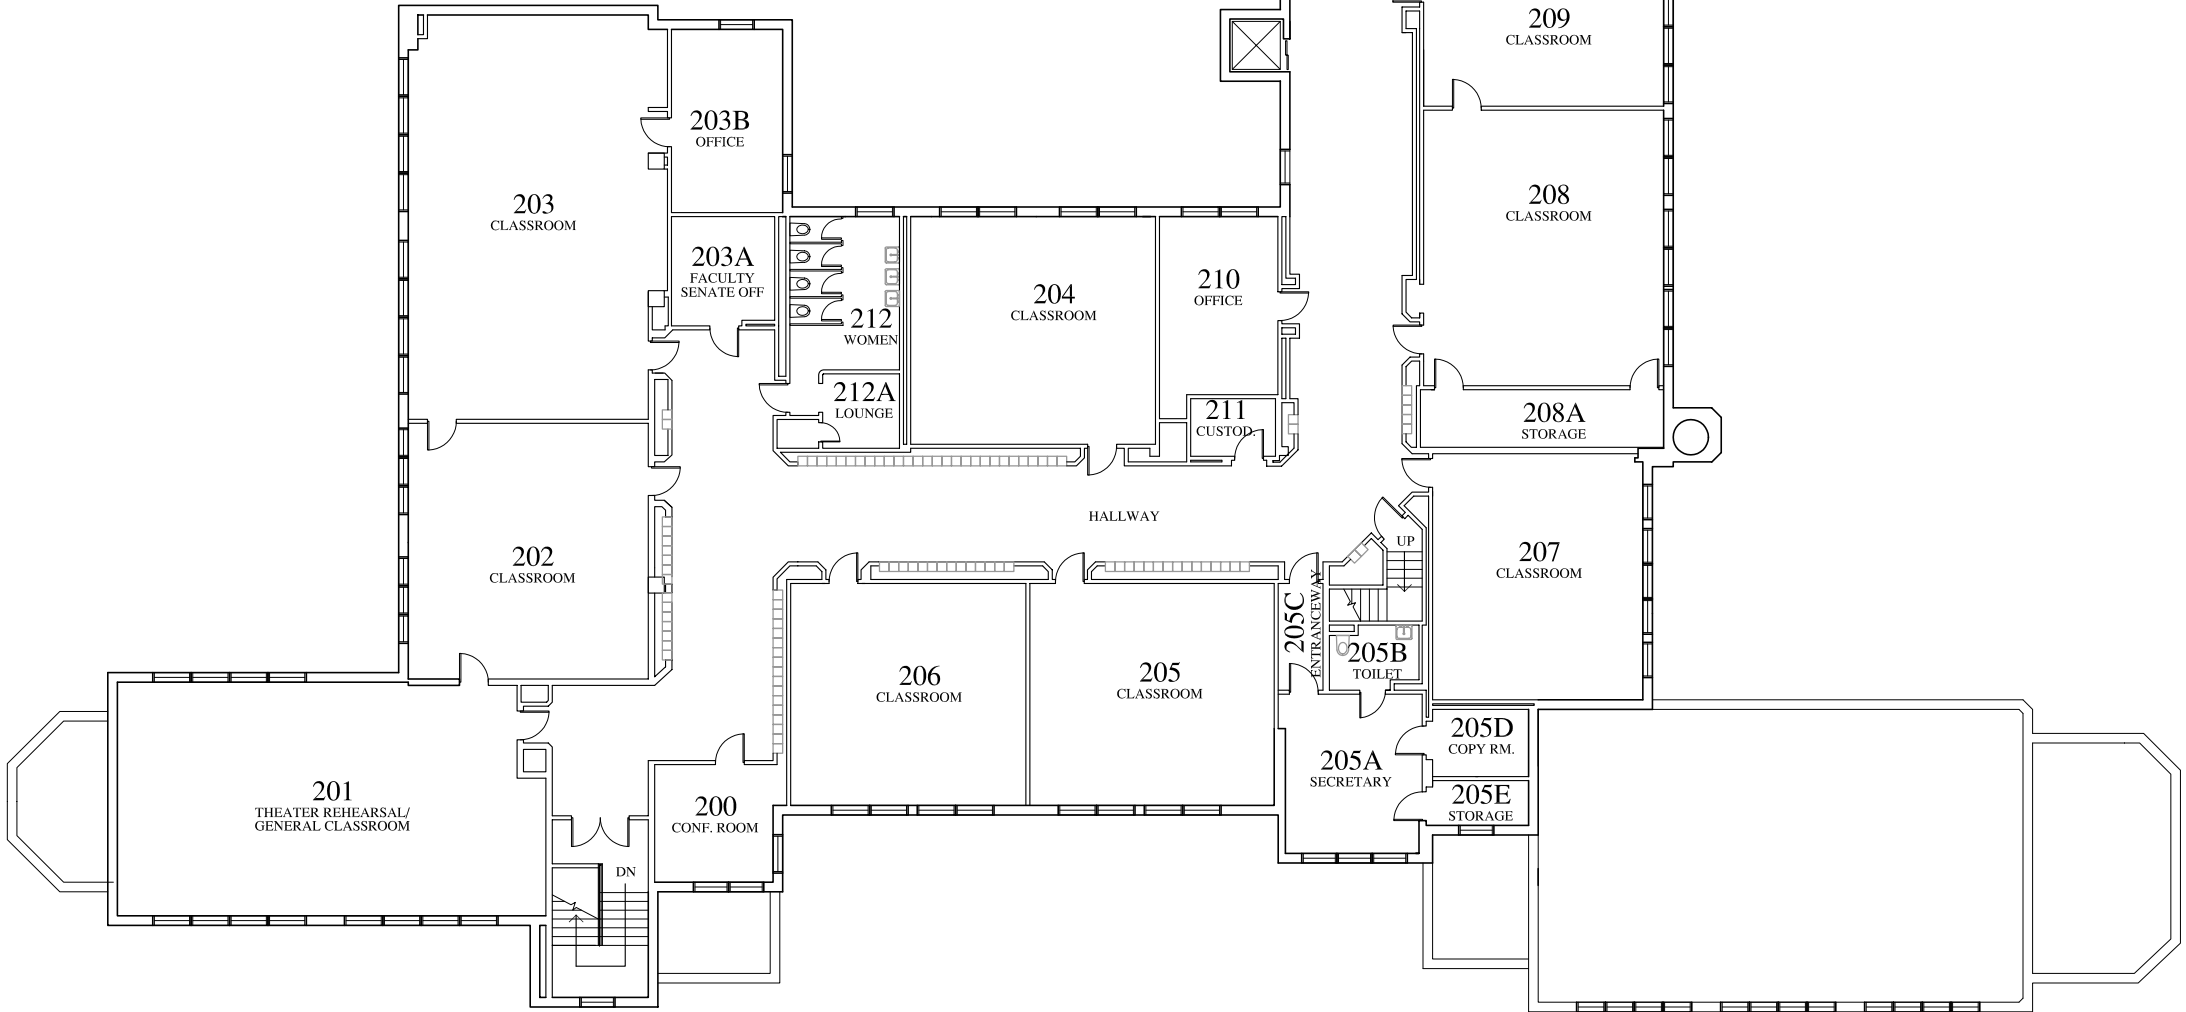 209
CLASSROOM
203B
OFFICE
203
CLASSROOM
208
CLASSROOM
203A
FACULTY
SENATE OFF
210
OFFICE
204
CLASSROOM
212
WOMEN
212A
LOUNGE
211
CUSTOD.
208A
STORAGE
HALLWAY
UP
202
CLASSROOM
207
CLASSROOM
206
CLASSROOM
205
CLASSROOM
205C
ENTRANCEWAY
205B
TOILET
205D
COPY RM.
205A
SECRETARY
205E
STORAGE
201
THEATER REHEARSAL/
GENERAL CLASSROOM
200
CONF. ROOM
DN